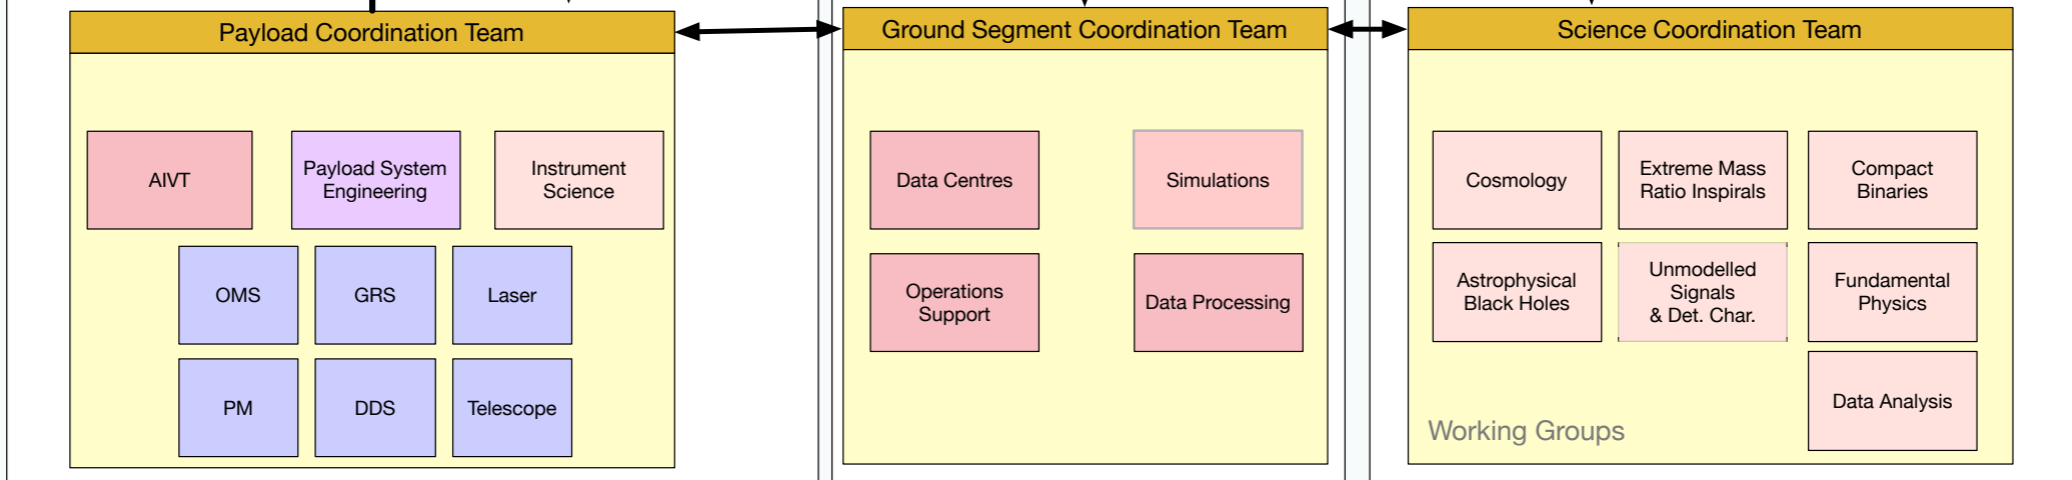 Payload Coordination Team
AIVT
Payload System
Engineering
Instrument
Science
OMS
GRS
Laser
PM
DDS
Telescope
Ground Segment Coordination Team
Data Centres
Simulations
Operations
Support
Data Processing
Science Coordination Team
Cosmology
Extreme Mass
Ratio Inspirals
Compact
Binaries
Astrophysical
Black Holes
Unmodelled
Signals
& Det. Char.
Fundamental
Physics
Data Analysis
Working Groups